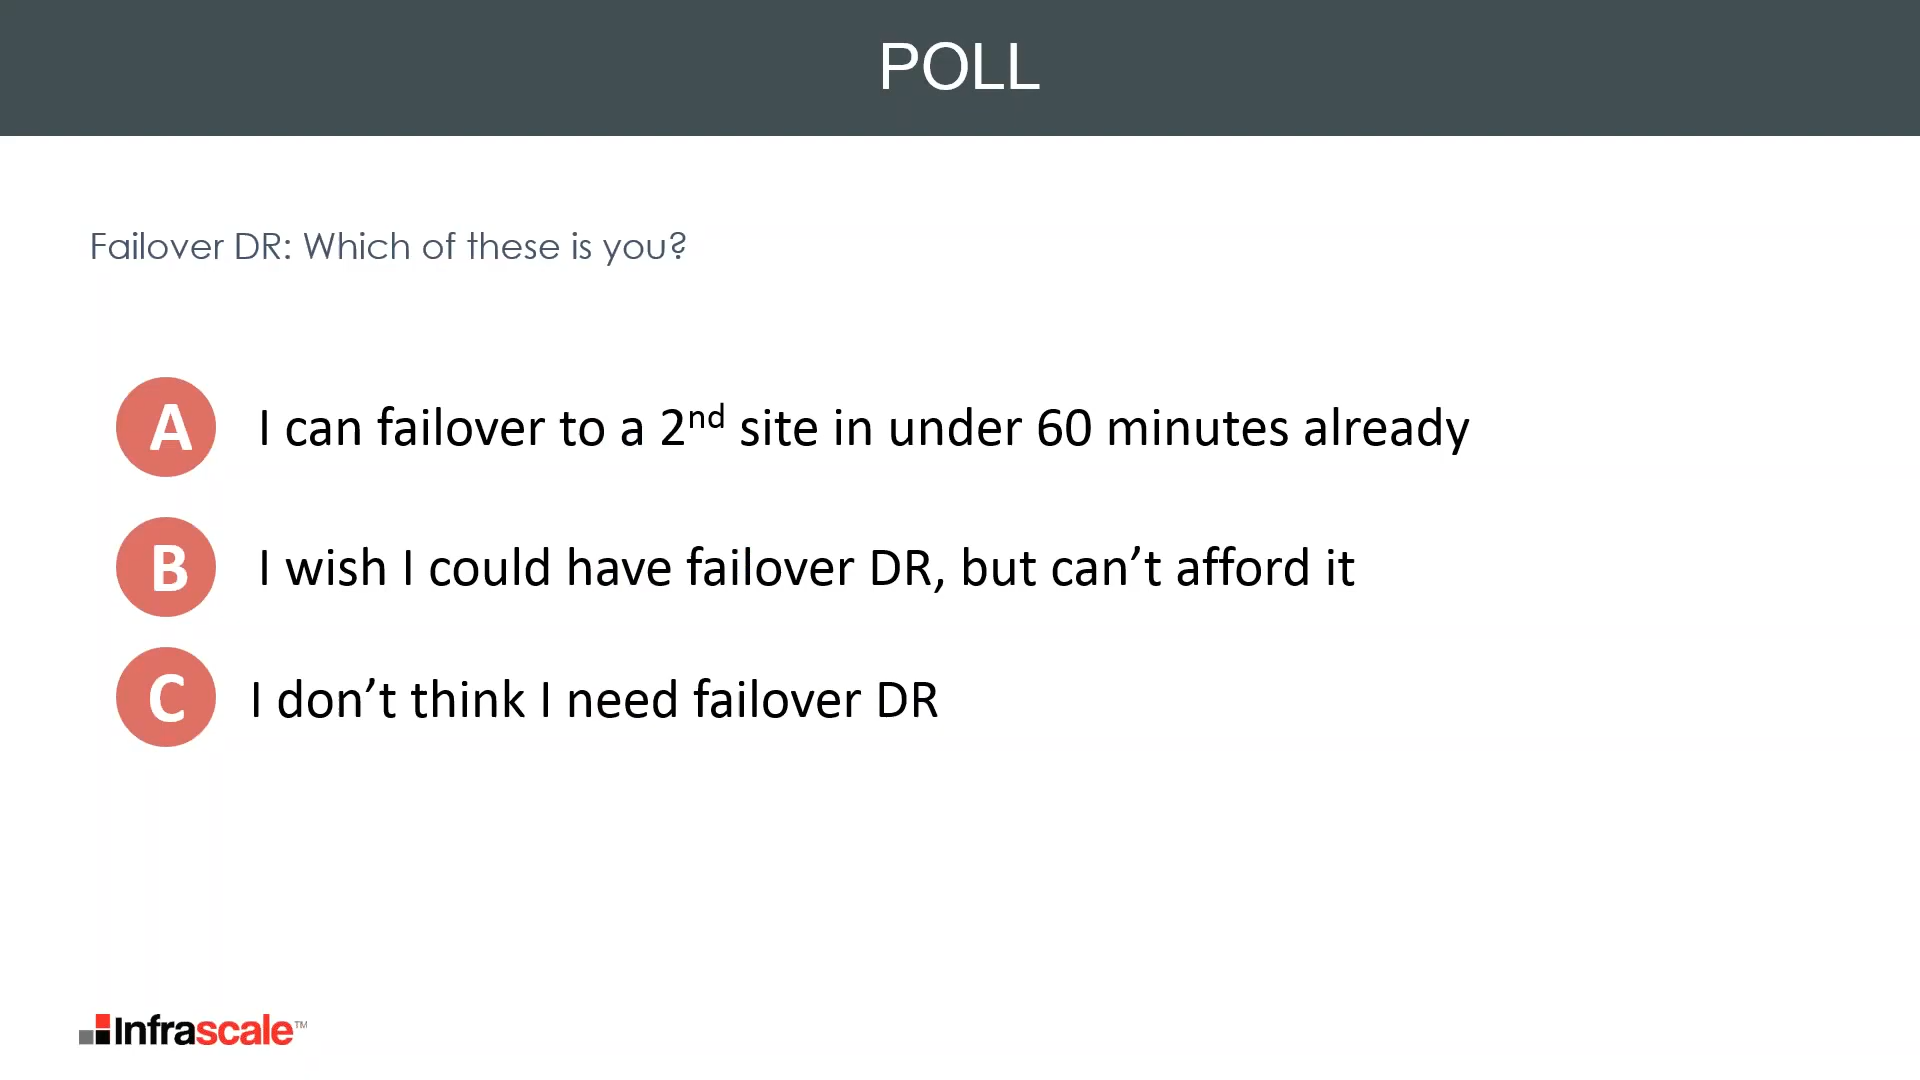 POLL
Failover DR: Which of these is you?
A I can failover to a 2nd site in under 60 minutes already
B I wish I could have failover DR, but can’t afford it
C I don’t think I need failover DR
Infrascale™